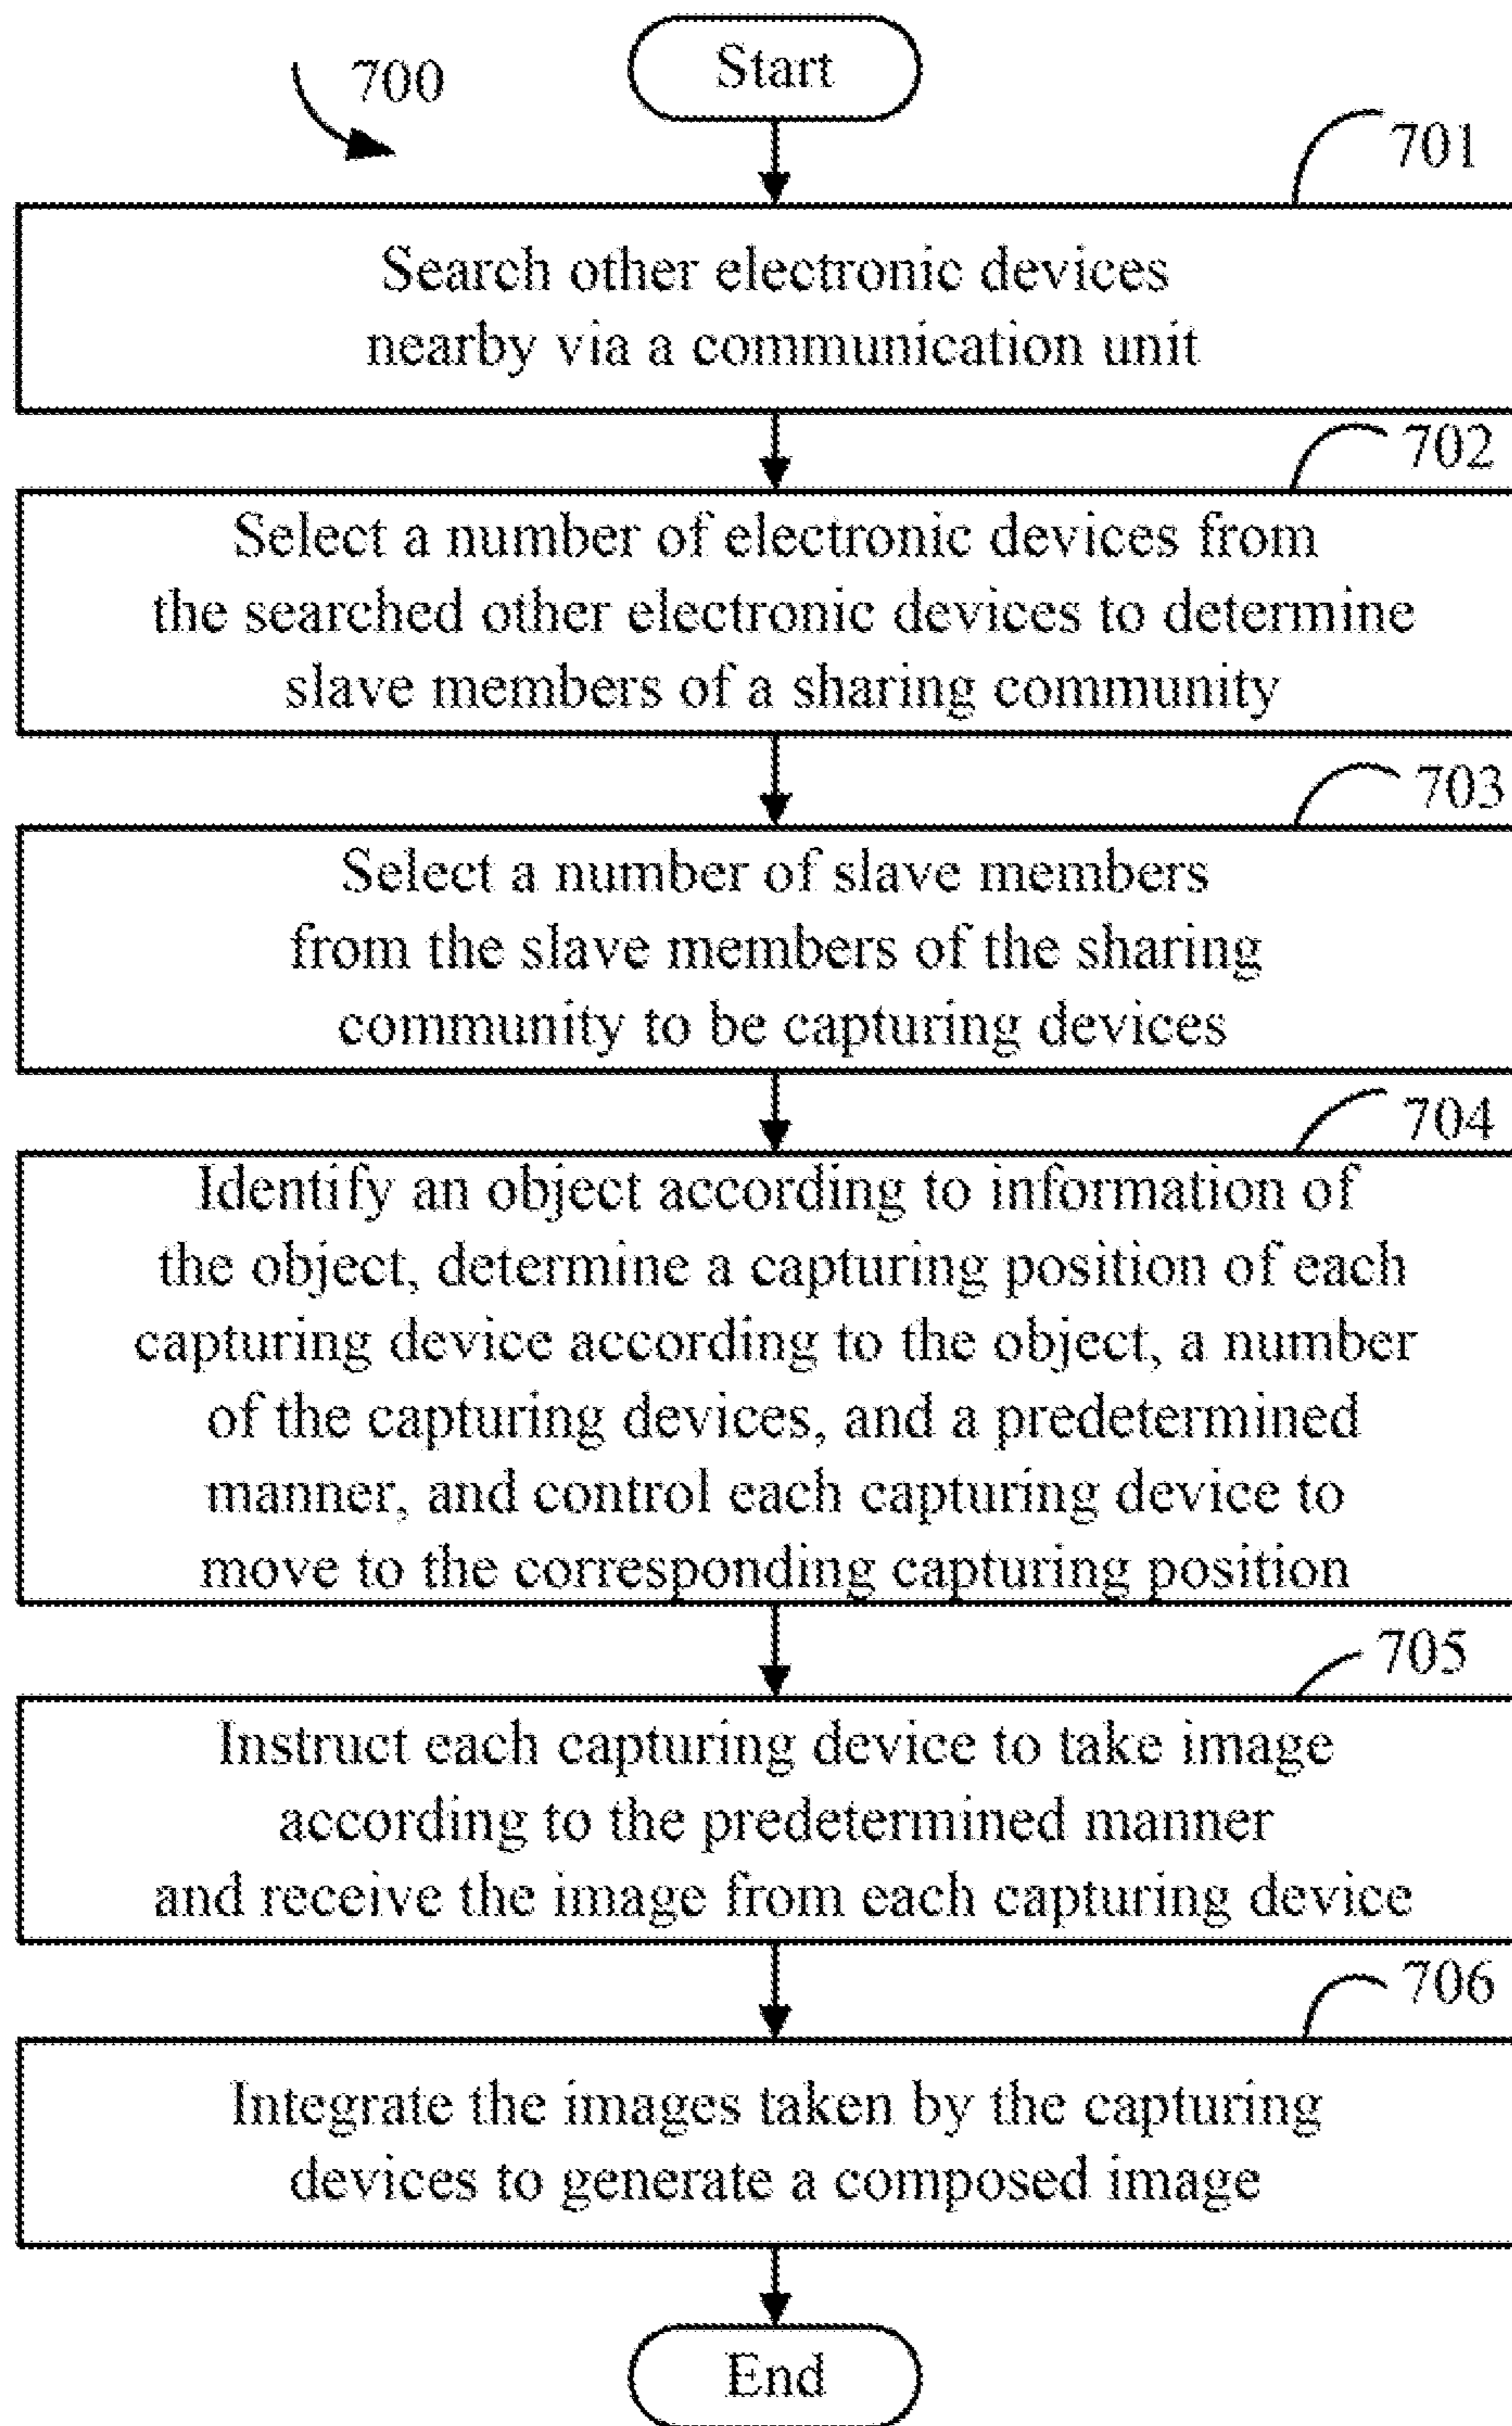 700
Start
701
Search other electronic devices
nearby via a communication unit
702
Select a number of electronic devices from
the searched other electronic devices to determine
slave members of a sharing community
703
Select a number of slave members
from the slave members of the sharing
community to be capturing devices
704
Identify an object according to information of
the object, determine a capturing position of each
capturing device according to the object, a number
of the capturing devices, and a predetermined
manner, and control each capturing device to
move to the corresponding capturing position
705
Instruct each capturing device to take image
according to the predetermined manner
and receive the image from each capturing device
706
Integrate the images taken by the capturing
devices to generate a composed image
End